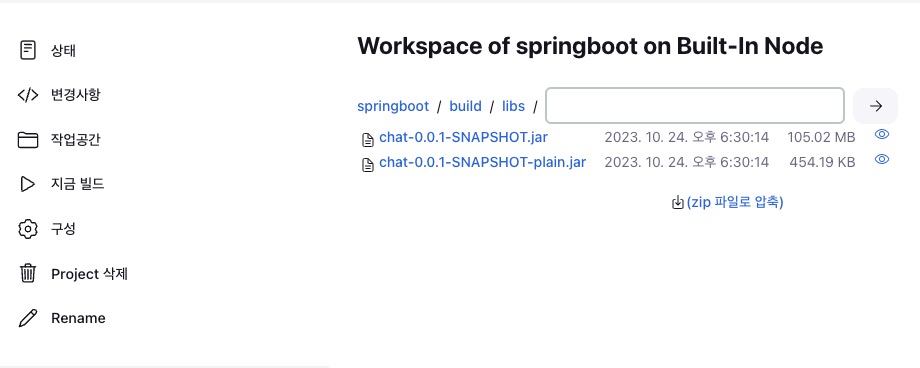 상태
변경사항
작업공간
지금 빌드
구성
Project 삭제
Rename
Workspace of springboot on Built-In Node
springboot / build / libs /
chat-0.0.1-SNAPSHOT.jar 2023. 10. 24. 오후 6:30:14 105.02 MB
chat-0.0.1-SNAPSHOT-plain.jar 2023. 10. 24. 오후 6:30:14 454.19 KB
(zip 파일로 압축)